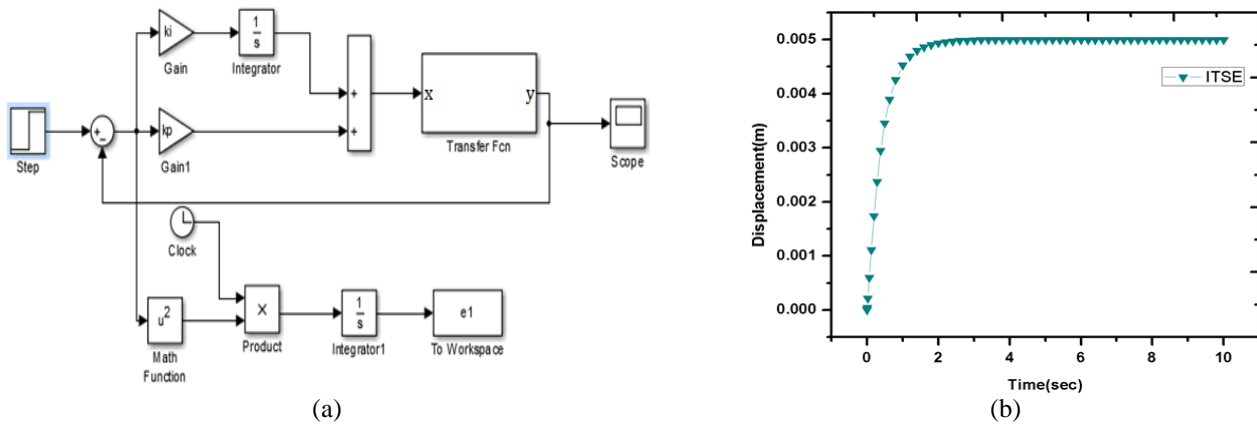 ki
Gain
1
s
Integrator
+
+
x
y
Transfer Fcn
Scope
Step
+
−
kp
Gain1
Clock
u²
Math
Function
×
Product
1
s
Integrator1
e1
To Workspace
(a)
Displacement(m)
0.005
0.004
0.003
0.002
0.001
0.000
ITSE
0
2
4
6
8
10
Time(sec)
(b)